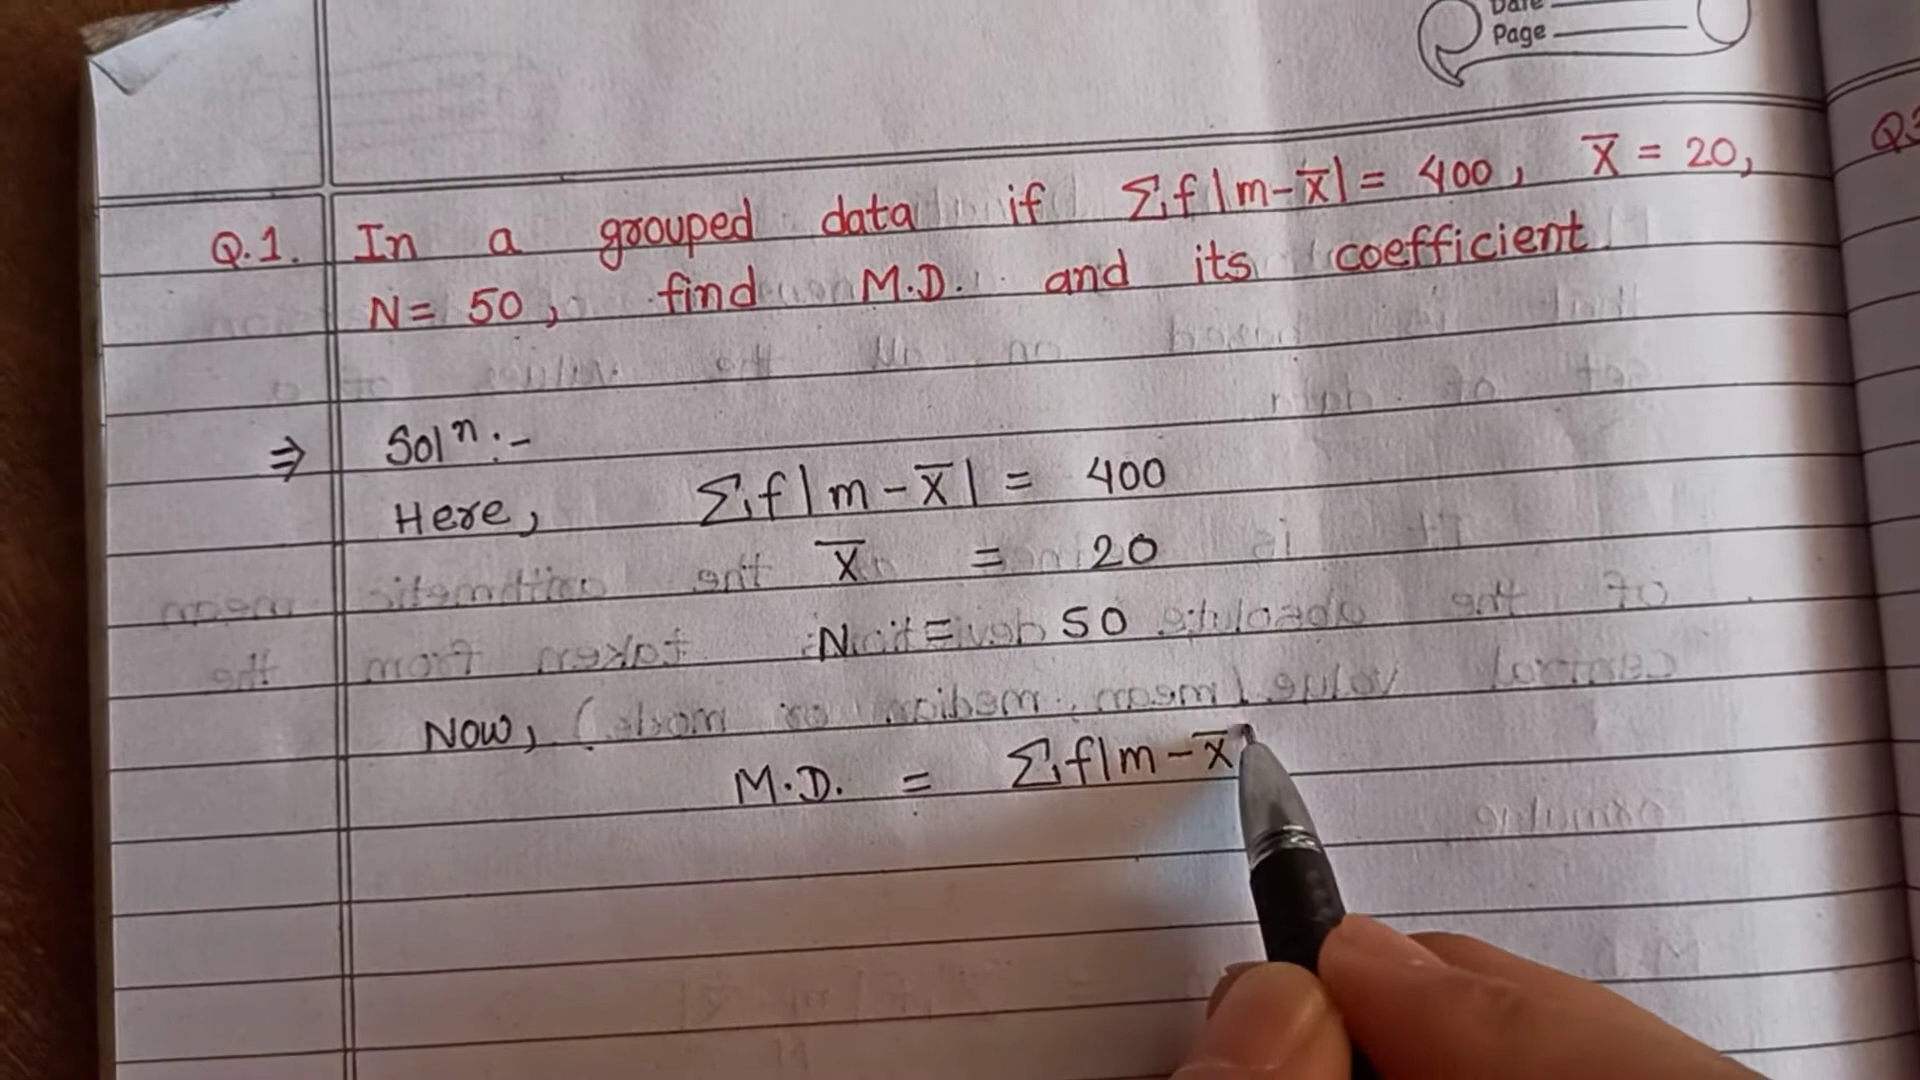 Date
Page
Q.1. In a grouped data if Σf|m-x̄| = 400, x̄ = 20,
N = 50, find M.D. and its coefficient
⇒ Solⁿ:-
Here, Σf|m-x̄| = 400
x̄ = 20
N = 50
Now,
M.D. = Σf|m-x̄